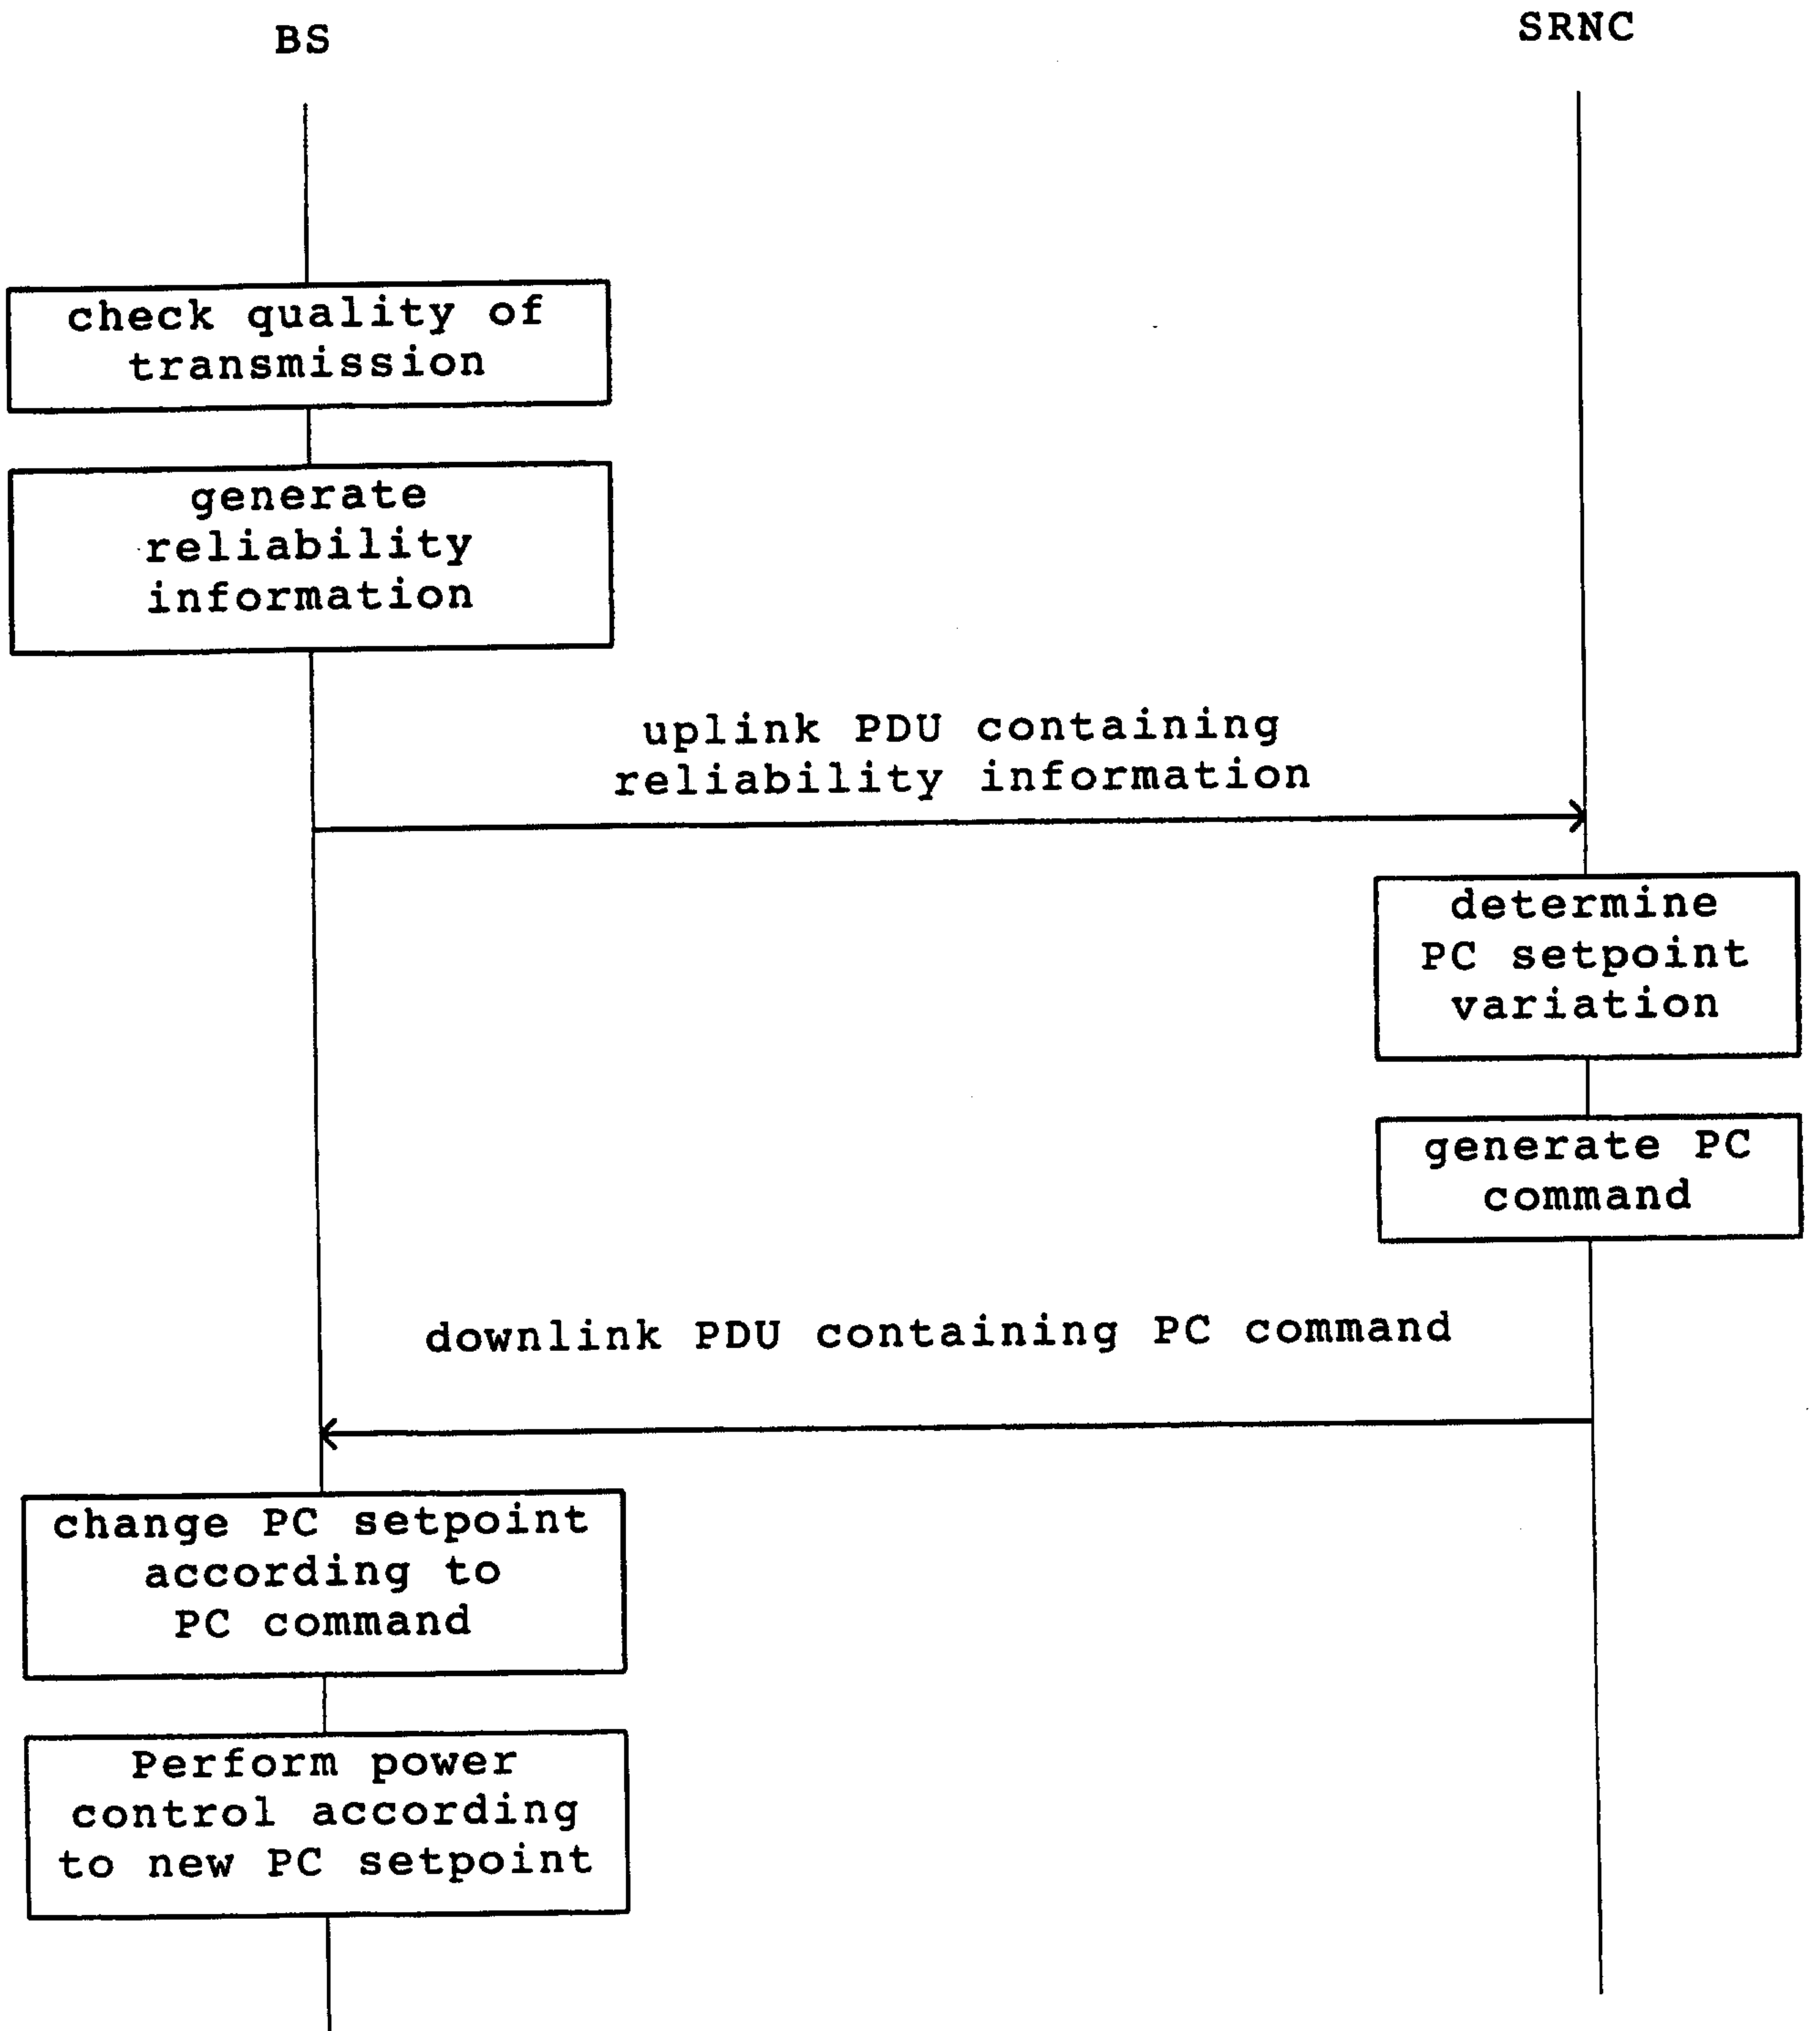 BS
SRNC
check quality of
transmission
generate
reliability
information
uplink PDU containing
reliability information
determine
PC setpoint
variation
generate PC
command
downlink PDU containing PC command
change PC setpoint
according to
PC command
Perform power
control according
to new PC setpoint